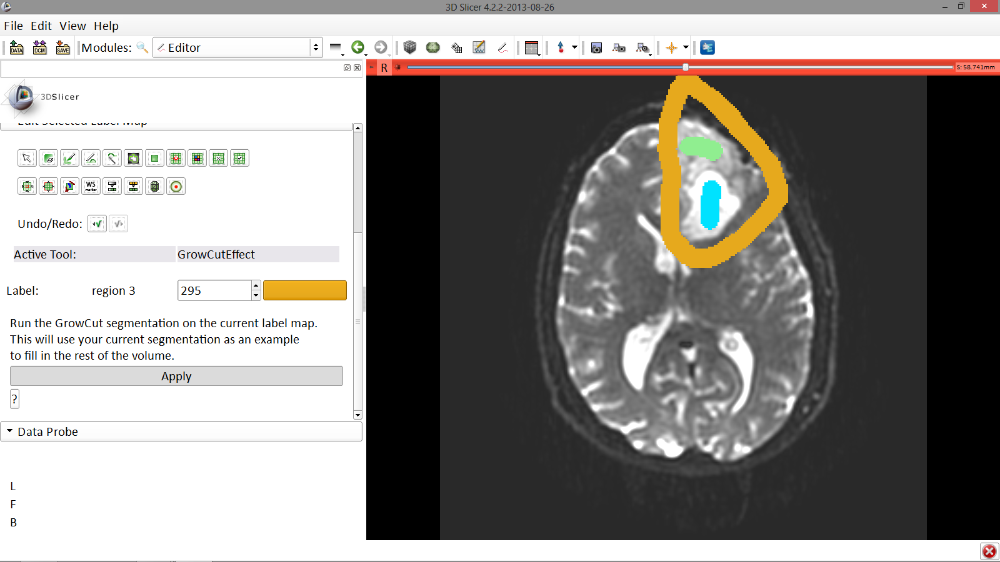 3D Slicer 4.2.2-2013-08-26
File Edit View Help
DATA DCM SAVE Modules: Editor
R S: 58.741mm
3DSlicer
Edit Selected Label Map
WS
marker
Undo/Redo:
Active Tool: GrowCutEffect
Label: region 3 295
Run the GrowCut segmentation on the current label map.
This will use your current segmentation as an example
to fill in the rest of the volume.
Apply
?
Data Probe
L
F
B